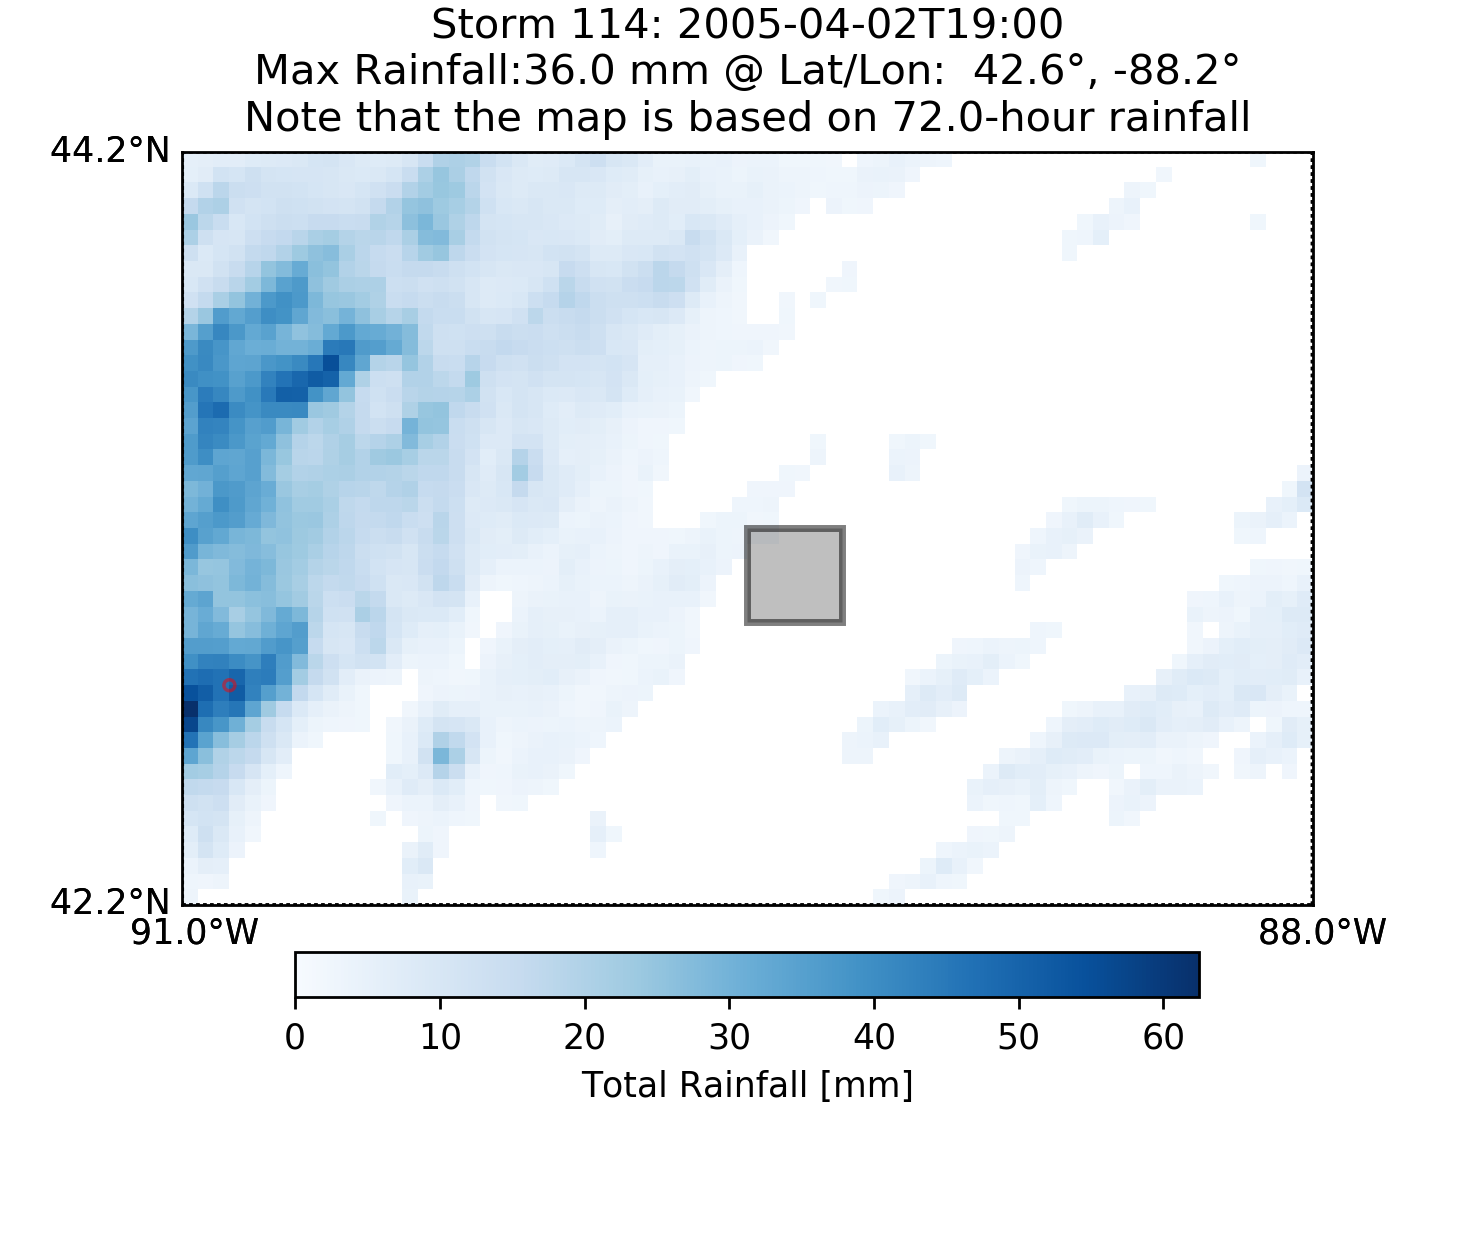 Storm 114: 2005-04-02T19:00
Max Rainfall:36.0 mm @ Lat/Lon:  42.6°, -88.2°
Note that the map is based on 72.0-hour rainfall
44.2°N
42.2°N
91.0°W
88.0°W
0 10 20 30 40 50 60
Total Rainfall [mm]